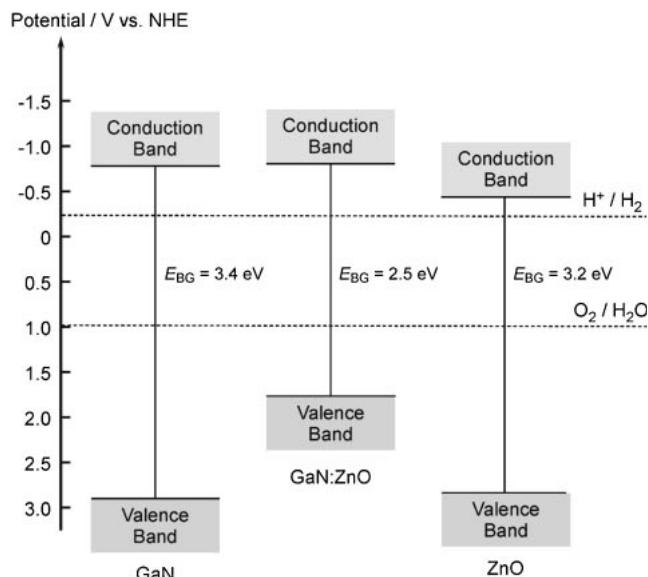 Potential / V vs. NHE
-1.5
-1.0
-0.5
0
0.5
1.0
1.5
2.0
2.5
3.0
Conduction
Band
Conduction
Band
Conduction
Band
H⁺ / H₂
E_BG = 3.4 eV
E_BG = 2.5 eV
E_BG = 3.2 eV
O₂ / H₂O
Valence
Band
GaN:ZnO
Valence
Band
Valence
Band
GaN
ZnO